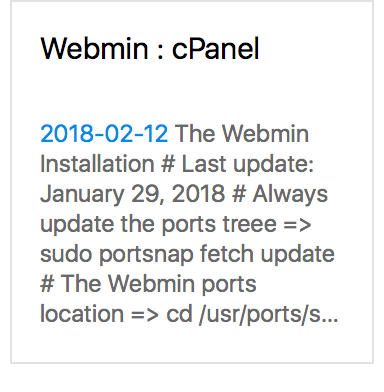 Webmin : cPanel
2018-02-12 The Webmin
Installation # Last update:
January 29, 2018 # Always
update the ports treee =>
sudo portsnap fetch update
# The Webmin ports
location => cd /usr/ports/s...